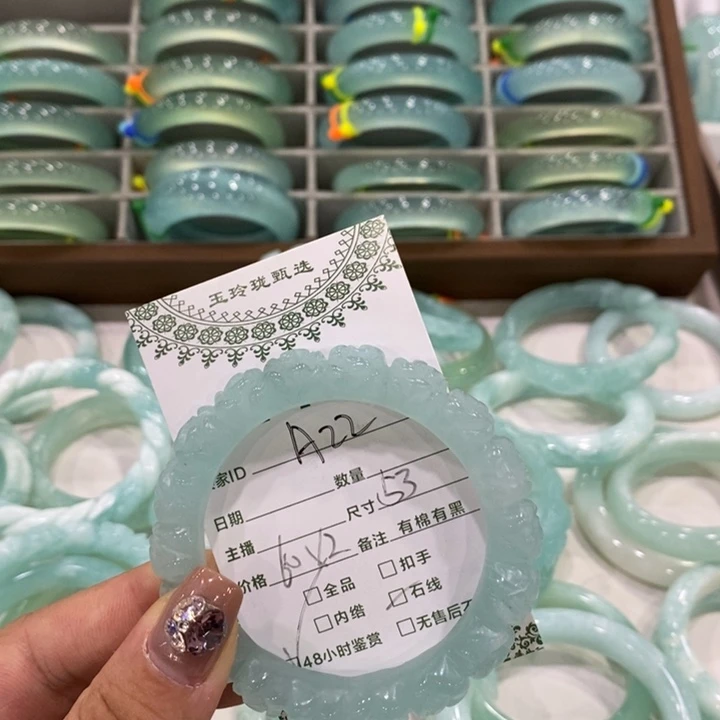 玉玲珑甄选
家ID A22
数量
日期
尺寸 53
主播
备注 有棉有黑
价格
□全品 □扣手
□内绺 □石线
48小时鉴赏 □无售后